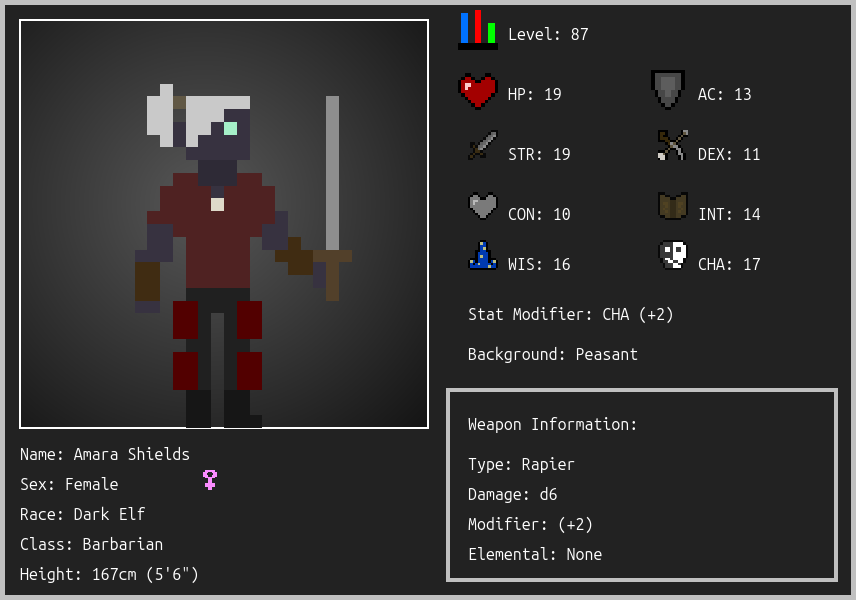 Level: 87
HP: 19
AC: 13
STR: 19
DEX: 11
CON: 10
INT: 14
WIS: 16
CHA: 17
Stat Modifier: CHA (+2)
Background: Peasant
Weapon Information:
Type: Rapier
Damage: d6
Modifier: (+2)
Elemental: None
Name: Amara Shields
Sex: Female
Race: Dark Elf
Class: Barbarian
Height: 167cm (5'6")